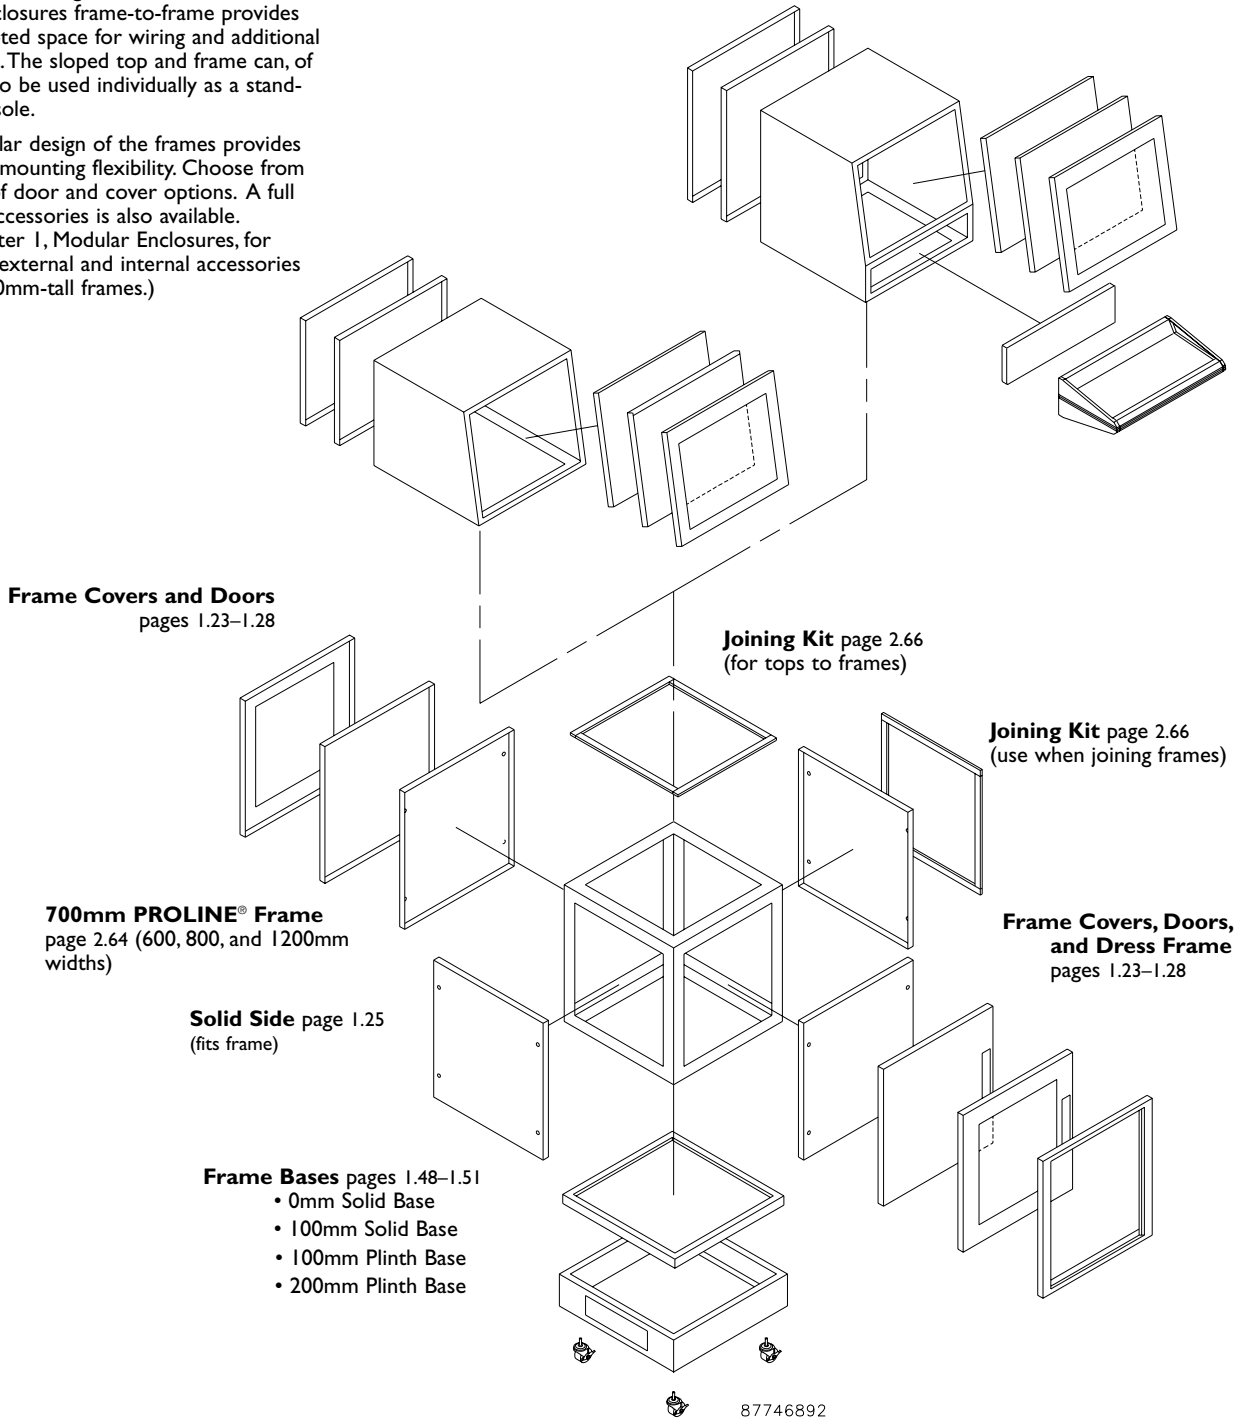 closures frame-to-frame provides
ted space for wiring and additional
. The sloped top and frame can, of
o be used individually as a stand-
sole.
lar design of the frames provides
mounting flexibility. Choose from
of door and cover options. A full
ccessories is also available.
ter 1, Modular Enclosures, for
external and internal accessories
0mm-tall frames.)
Frame Covers and Doors
pages 1.23–1.28
Joining Kit page 2.66
(for tops to frames)
Joining Kit page 2.66
(use when joining frames)
700mm PROLINE® Frame
page 2.64 (600, 800, and 1200mm
widths)
Frame Covers, Doors,
and Dress Frame
pages 1.23–1.28
Solid Side page 1.25
(fits frame)
Frame Bases pages 1.48–1.51
• 0mm Solid Base
• 100mm Solid Base
• 100mm Plinth Base
• 200mm Plinth Base
87746892